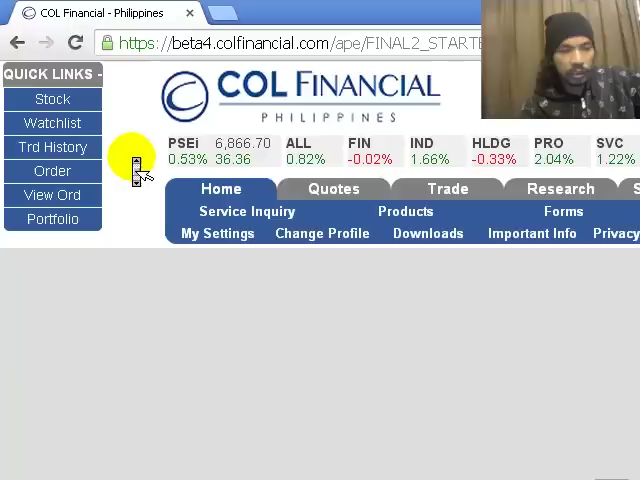 COL Financial - Philippines
https://beta4.colfinancial.com/ape/FINAL2_STARTE
QUICK LINKS -
Stock
Watchlist
Trd History
Order
View Ord
Portfolio
COL FINANCIAL
PHILIPPINES
PSEi 6,866.70 ALL FIN IND HLDG PRO SVC
0.53% 36.36 0.82% -0.02% 1.66% -0.33% 2.04% 1.22%
Home Quotes Trade Research S
Service Inquiry Products Forms
My Settings Change Profile Downloads Important Info Privacy